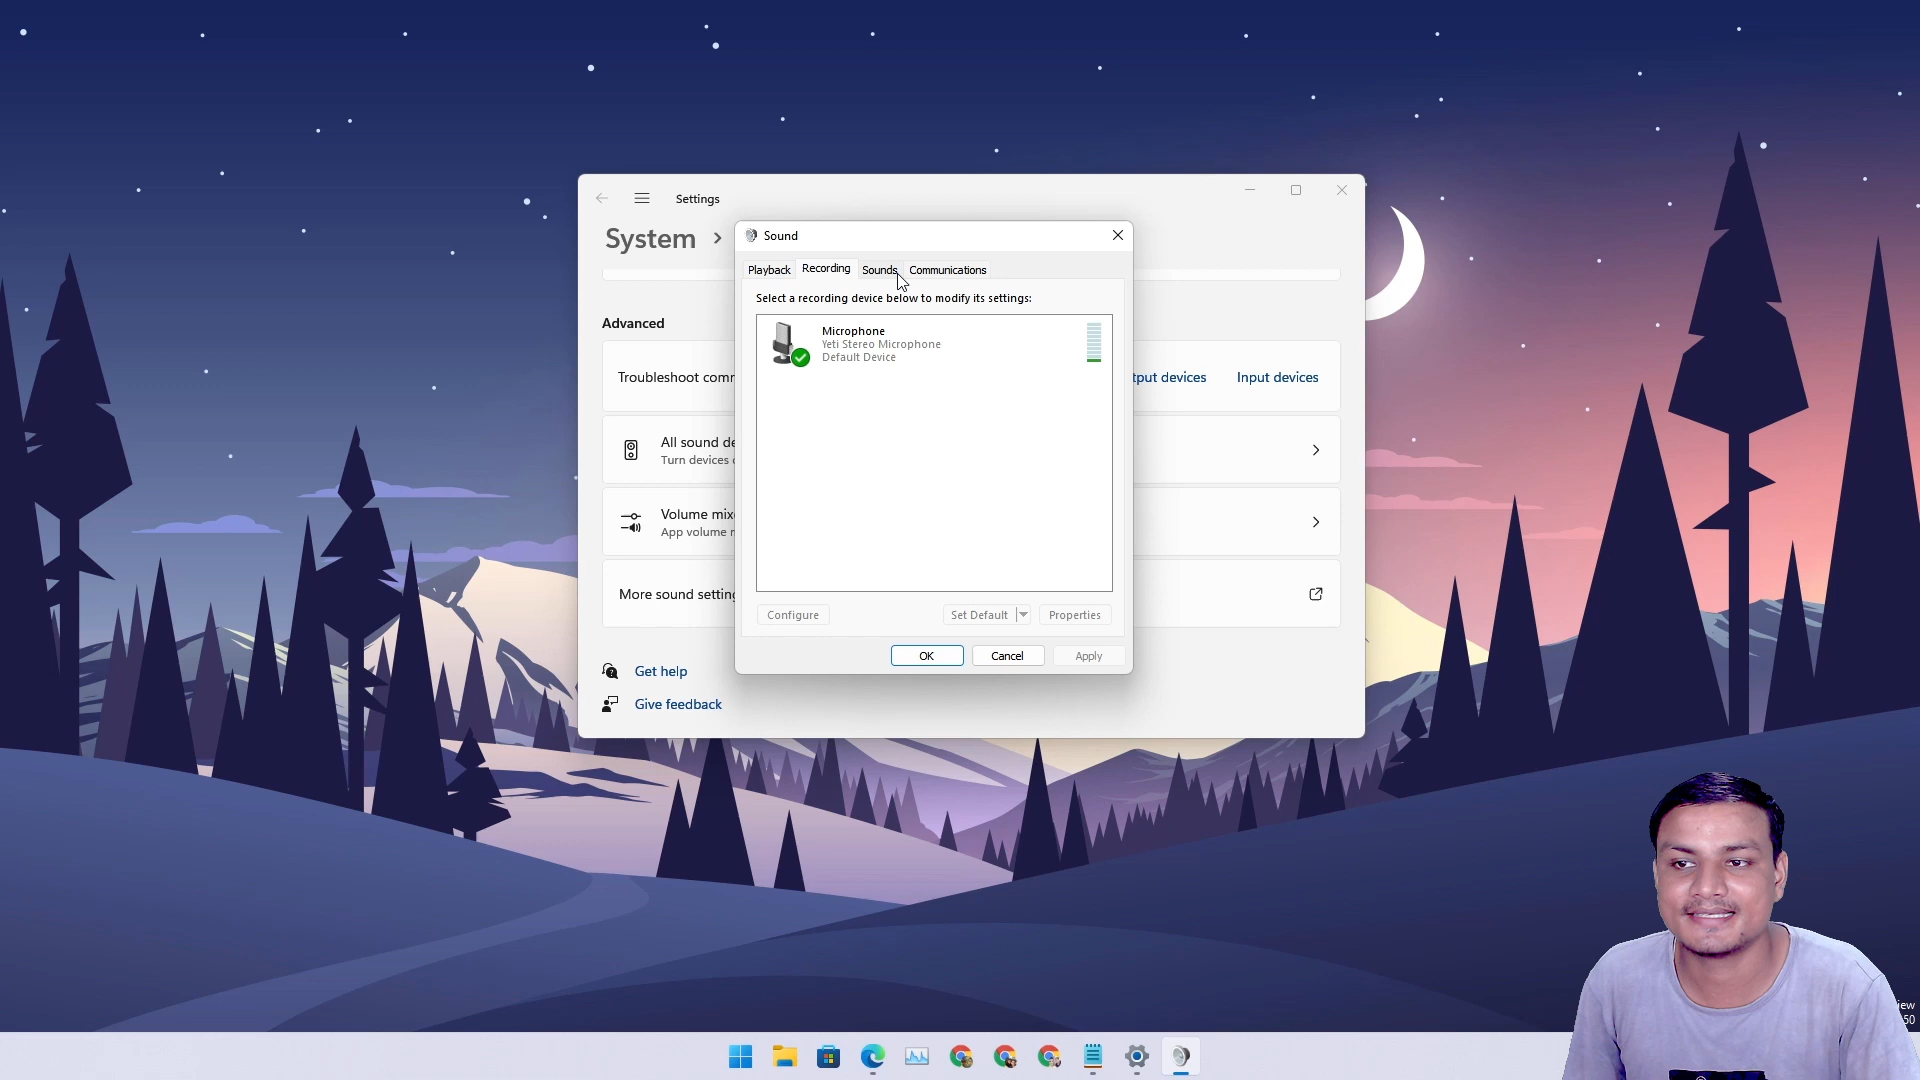 Settings
System
Sound
Playback
Recording
Sounds
Communications
Select a recording device below to modify its settings:
Microphone
Yeti Stereo Microphone
Default Device
Advanced
Troubleshoot comm
tput devices
Input devices
All sound de
Turn devices
Volume mix
App volume
More sound setting
Configure
Set Default
Properties
OK
Cancel
Apply
Get help
Give feedback
iew
50